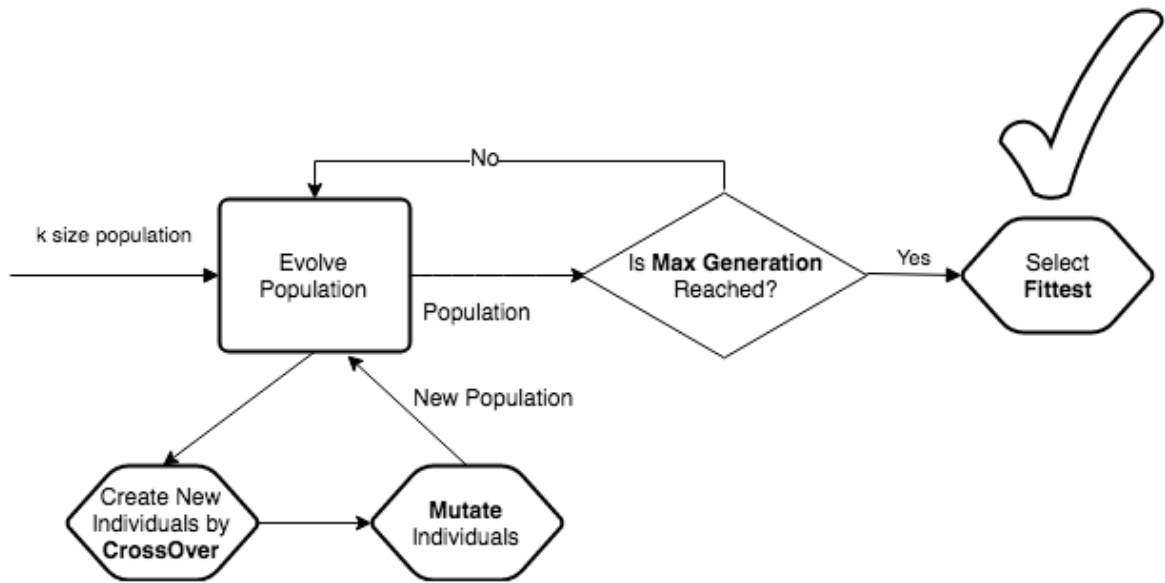 No
k size population
Evolve
Population
Is Max Generation
Reached?
Yes
Select
Fittest
Population
New Population
Create New
Individuals by
CrossOver
Mutate
Individuals